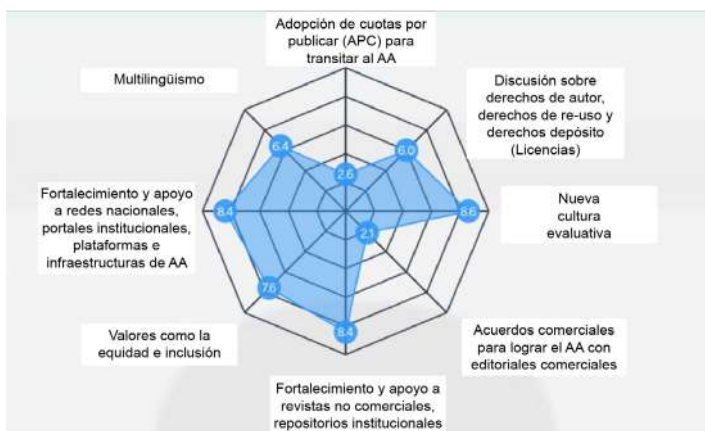 Adopción de cuotas por
publicar (APC) para
transitar al AA
Multilingüismo
Discusión sobre
derechos de autor,
derechos de re-uso y
derechos depósito
(Licencias)
6.4
6.0
2.6
Fortalecimiento y apoyo
a redes nacionales,
portales institucionales,
plataformas e
infraestructuras de AA
8.4
8.6
Nueva
cultura
evaluativa
2.1
7.6
8.4
Valores como la
equidad e inclusión
Acuerdos comerciales
para lograr el AA con
editoriales comerciales
Fortalecimiento y apoyo a
revistas no comerciales,
repositorios institucionales